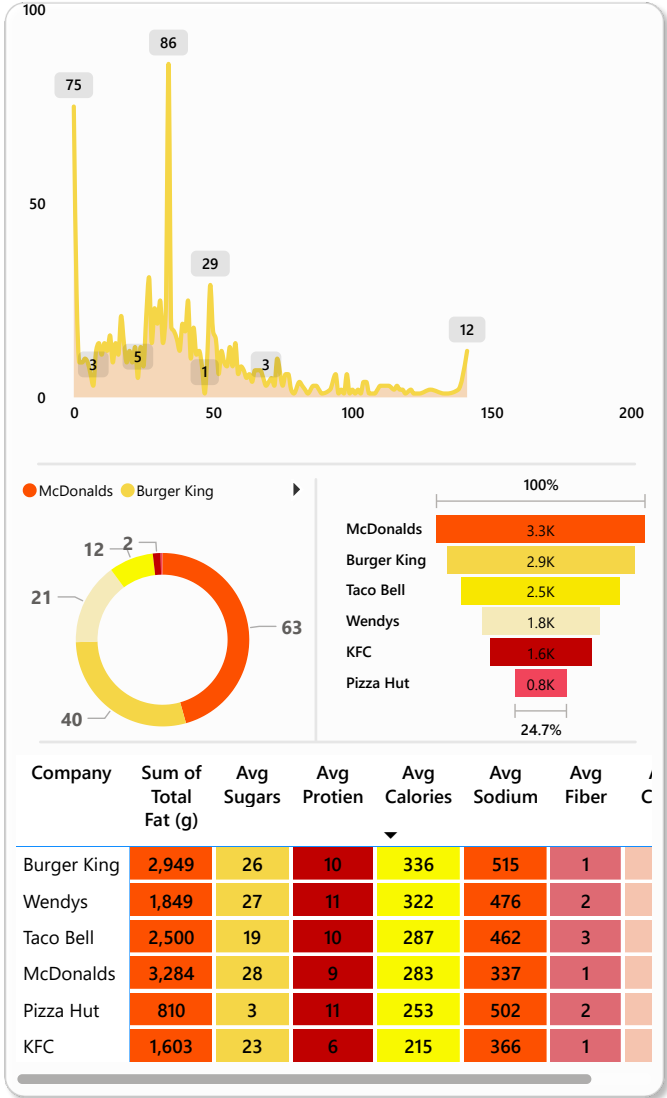 100
86
75
50
29
12
3
5
1
3
0
0 50 100 150 200
McDonalds Burger King
100%
12 2
21
63
40
McDonalds 3.3K
Burger King 2.9K
Taco Bell 2.5K
Wendys 1.8K
KFC 1.6K
Pizza Hut 0.8K
24.7%
Company Sum of Avg Avg Avg Avg Avg
Total Sugars Protien Calories Sodium Fiber C
Fat (g)
Burger King 2,949 26 10 336 515 1
Wendys 1,849 27 11 322 476 2
Taco Bell 2,500 19 10 287 462 3
McDonalds 3,284 28 9 283 337 1
Pizza Hut 810 3 11 253 502 2
KFC 1,603 23 6 215 366 1